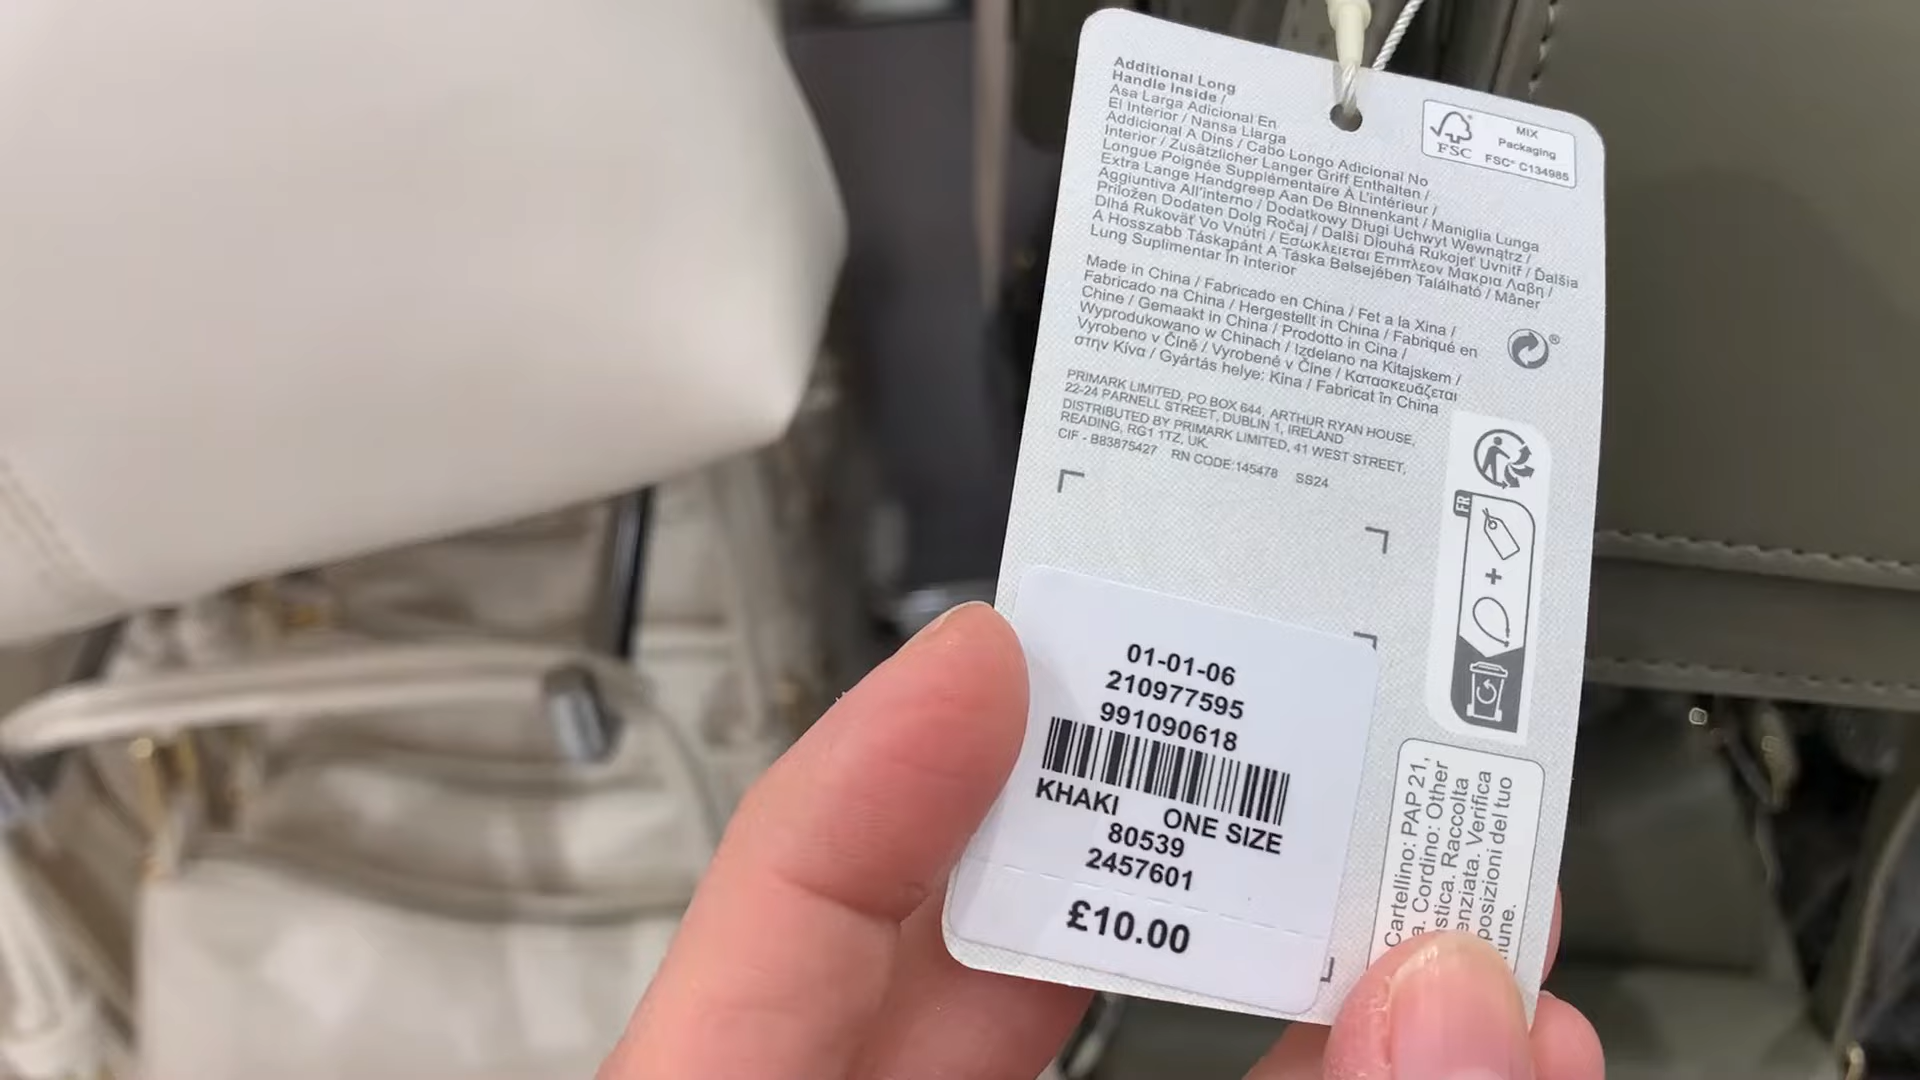 Additional Long
Handle Inside /
Asa Larga Adicional En
El Interior / Nansa Llarga
Addicional A Dins / Cabo Longo Adicional No
Interior / Zusätzlicher Langer Griff Enthalten /
Longue Poignée Supplémentaire À L'intérieur /
Extra Lange Handgreep Aan De Binnenkant / Maniglia Lunga
Aggiuntiva All'interno / Dodatkowy Długi Uchwyt Wewnątrz /
Priložen Dodaten Dolg Ročaj / Další Dlouhá Rukojeť Uvnitř / Ďalšia
Dlhá Rukoväť Vo Vnútri / Εσωκλειεται Επιπλεον Μακρια Λαβη /
A Hosszabb Táskapánt A Táska Belsejében Található / Mâner
Lung Suplimentar În Interior
Made in China / Fabricado en China / Fet a la Xina /
Fabricado na China / Hergestellt in China / Fabriqué en
Chine / Gemaakt in China / Prodotto in Cina /
Wyprodukowano w Chinach / Izdelano na Kitajskem /
Vyrobeno v Číně / Vyrobené v Číne / Κατασκευάζεται
στην Κίνα / Gyártás helye: Kína / Fabricat în China
PRIMARK LIMITED, PO BOX 644, ARTHUR RYAN HOUSE,
22-24 PARNELL STREET, DUBLIN 1, IRELAND
DISTRIBUTED BY PRIMARK LIMITED, 41 WEST STREET,
READING, RG1 1TZ, UK.
CIF - B83875427 RN CODE:145478 SS24
FSC
MIX
Packaging
FSC® C134985
®
FR
+
01-01-06
210977595
991090618
KHAKI ONE SIZE
80539
2457601
£10.00
Cartellino: PAP 21,
Cordino: Other
Raccolta
Verifica
del tuo